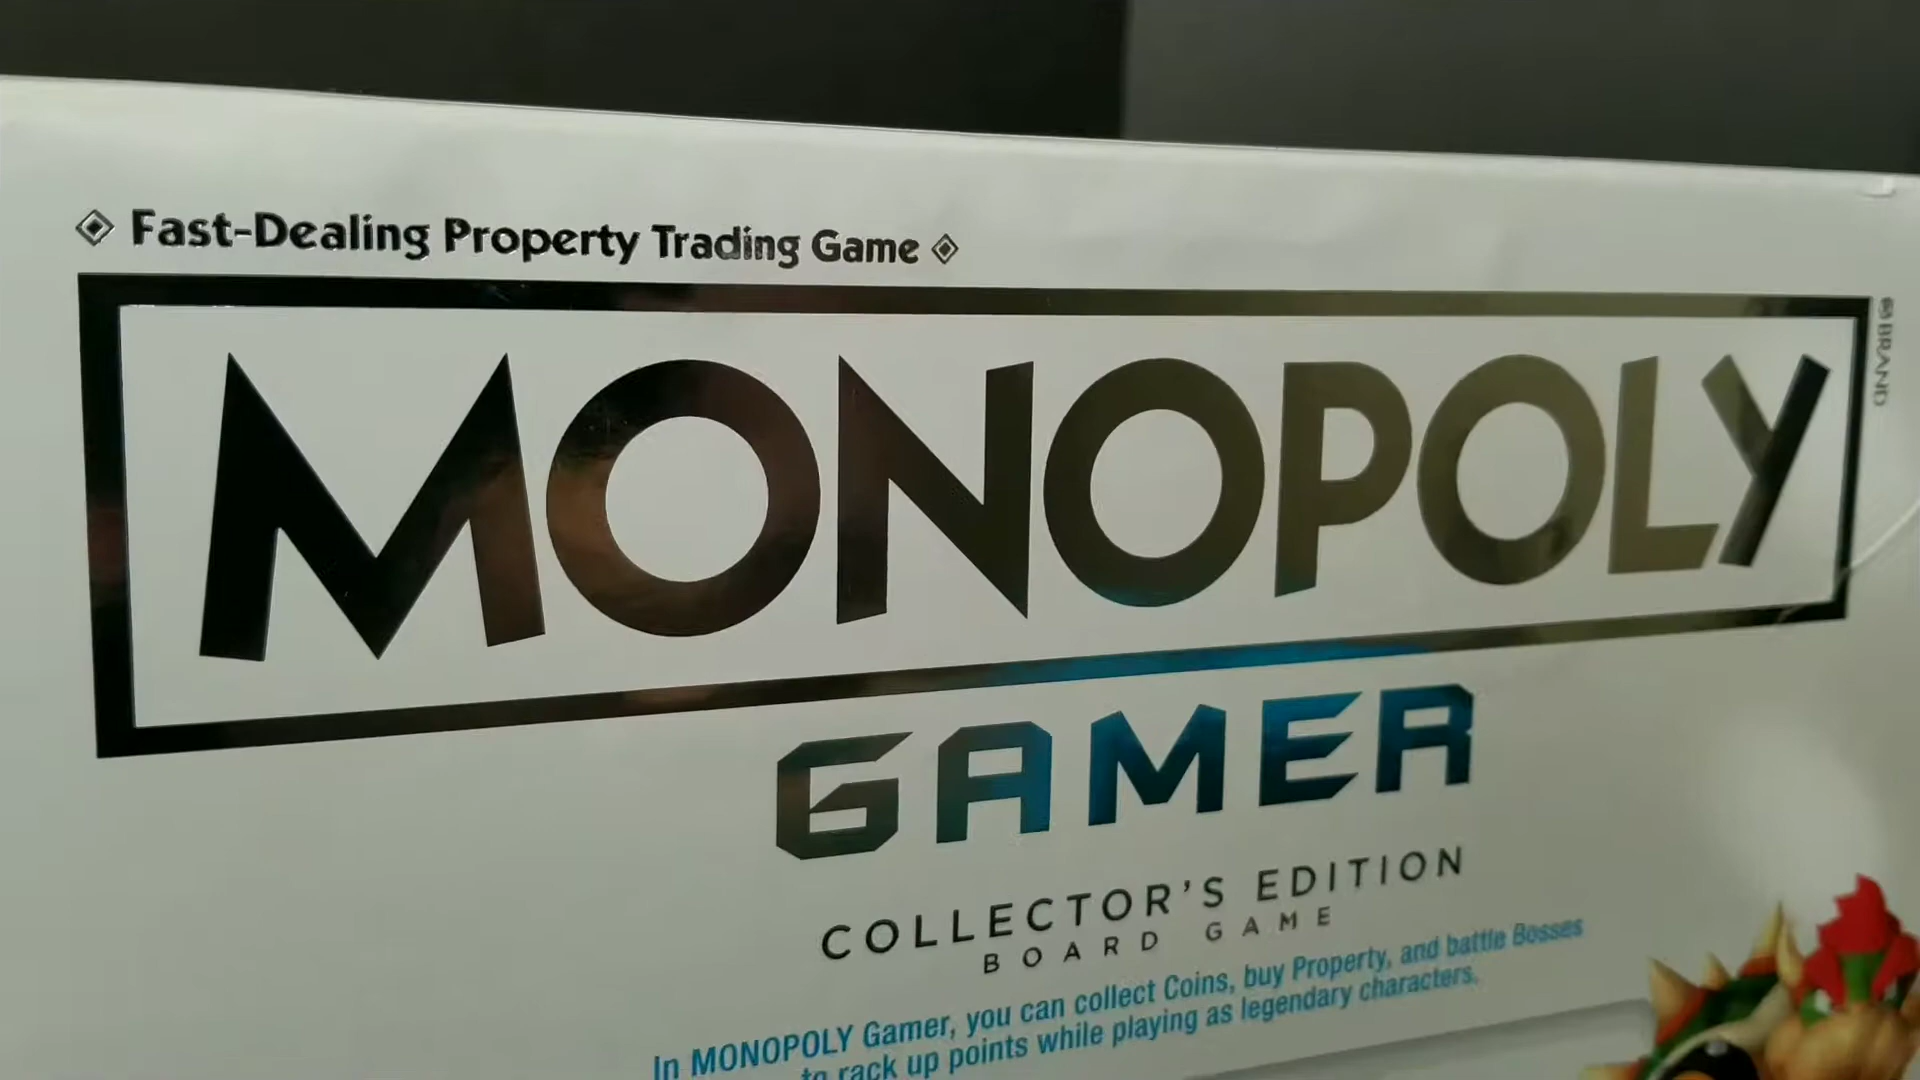 Fast-Dealing Property Trading Game
MONOPOLY
BRAND
GAMER
COLLECTOR'S EDITION
BOARD GAME
In MONOPOLY Gamer, you can collect Coins, buy Property, and battle Bosses
to rack up points while playing as legendary characters.